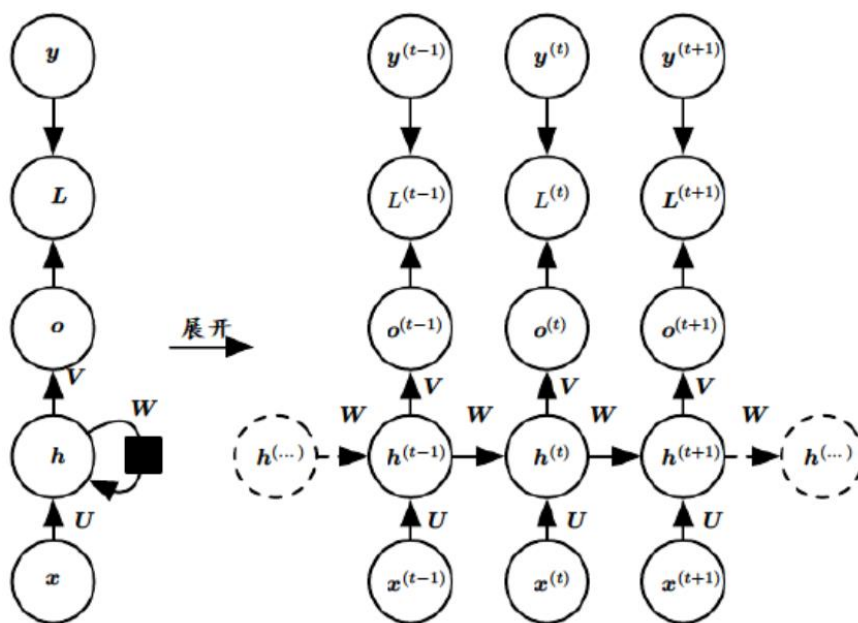 y y^{(t-1)} y^{(t)} y^{(t+1)}
L L^{(t-1)} L^{(t)} L^{(t+1)}
o 展开 o^{(t-1)} o^{(t)} o^{(t+1)}
V V V V
W W W W W
h h^{(...)} h^{(t-1)} h^{(t)} h^{(t+1)} h^{(...)}
U U U U
x x^{(t-1)} x^{(t)} x^{(t+1)}